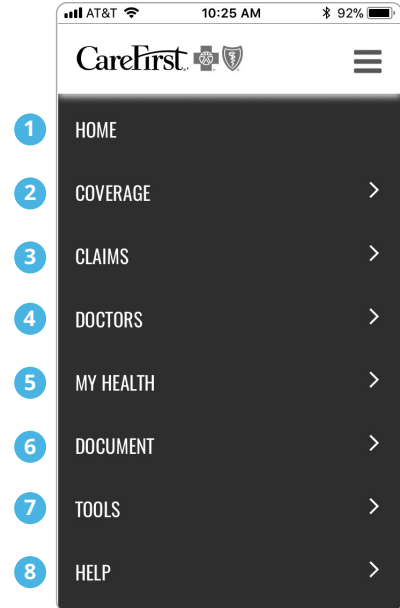 AT&T 10:25 AM 92%
CareFirst
1 HOME
2 COVERAGE
3 CLAIMS
4 DOCTORS
5 MY HEALTH
6 DOCUMENT
7 TOOLS
8 HELP